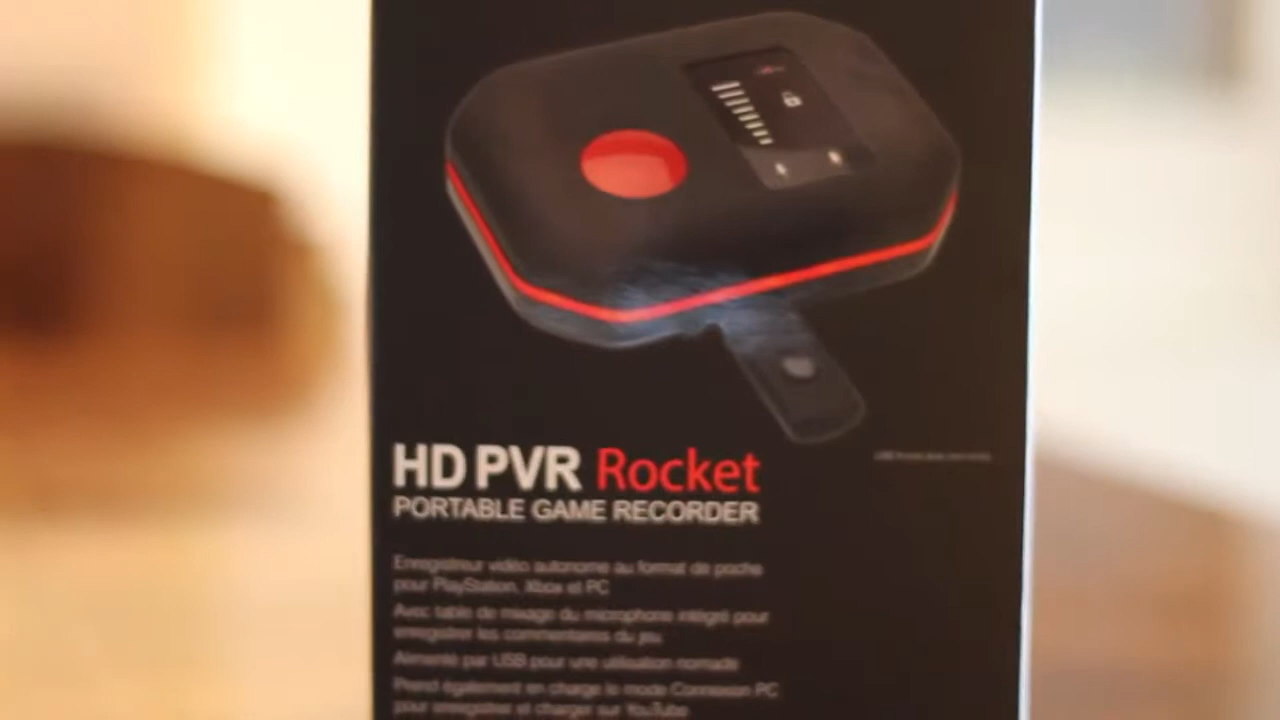 HD PVR Rocket
PORTABLE GAME RECORDER
Enregistreur vidéo autonome au format de poche
pour PlayStation, Xbox et PC
Avec table de mixage du microphone intégré pour
enregistrer les commentaires du jeu
Alimenté par USB pour une utilisation nomade
Prend également en charge le mode Connexion PC
pour enregistrer et charger sur YouTube